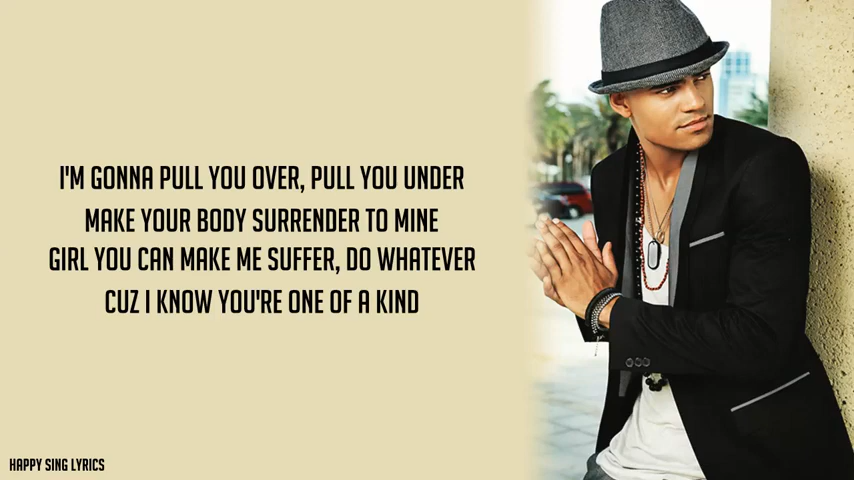 I'M GONNA PULL YOU OVER, PULL YOU UNDER
MAKE YOUR BODY SURRENDER TO MINE
GIRL YOU CAN MAKE ME SUFFER, DO WHATEVER
CUZ I KNOW YOU'RE ONE OF A KIND
HAPPY SING LYRICS